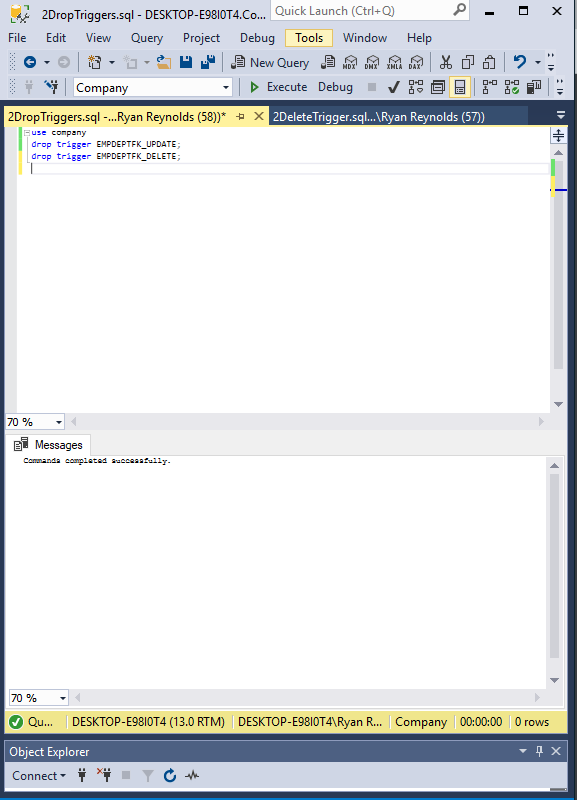 2DropTriggers.sql - DESKTOP-E98I0T4.Co...
Quick Launch (Ctrl+Q)
File Edit View Query Project Debug Tools Window Help
New Query MDX DMX XMLA DAX
Company Execute Debug
2DropTriggers.sql -...Ryan Reynolds (58))* 2DeleteTrigger.sql...\Ryan Reynolds (57))
use company
drop trigger EMPDEPTFK_UPDATE;
drop trigger EMPDEPTFK_DELETE;
70 %
Messages
Commands completed successfully.
70 %
Qu... DESKTOP-E98I0T4 (13.0 RTM) DESKTOP-E98I0T4\Ryan R... Company 00:00:00 0 rows
Object Explorer
Connect